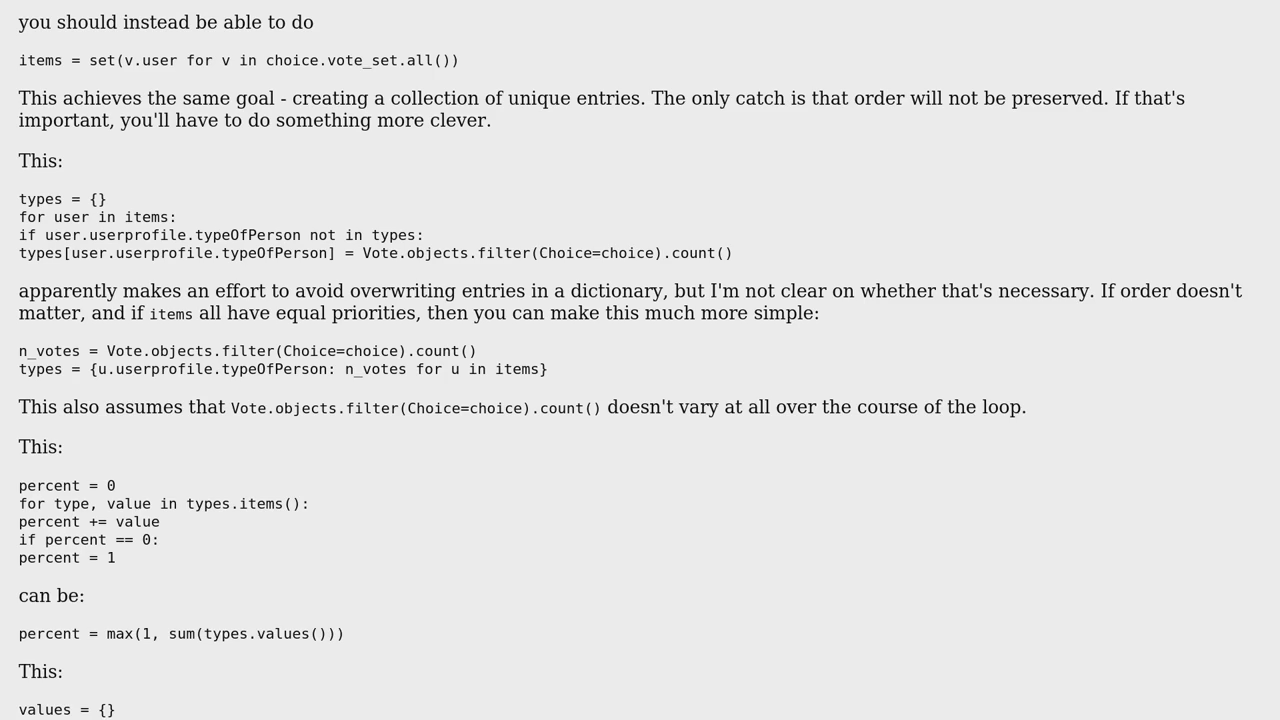 you should instead be able to do
items = set(v.user for v in choice.vote_set.all())
This achieves the same goal - creating a collection of unique entries. The only catch is that order will not be preserved. If that's
important, you'll have to do something more clever.
This:
types = {}
for user in items:
if user.userprofile.typeOfPerson not in types:
types[user.userprofile.typeOfPerson] = Vote.objects.filter(Choice=choice).count()
apparently makes an effort to avoid overwriting entries in a dictionary, but I'm not clear on whether that's necessary. If order doesn't
matter, and if items all have equal priorities, then you can make this much more simple:
n_votes = Vote.objects.filter(Choice=choice).count()
types = {u.userprofile.typeOfPerson: n_votes for u in items}
This also assumes that Vote.objects.filter(Choice=choice).count() doesn't vary at all over the course of the loop.
This:
percent = 0
for type, value in types.items():
percent += value
if percent == 0:
percent = 1
can be:
percent = max(1, sum(types.values()))
This:
values = {}